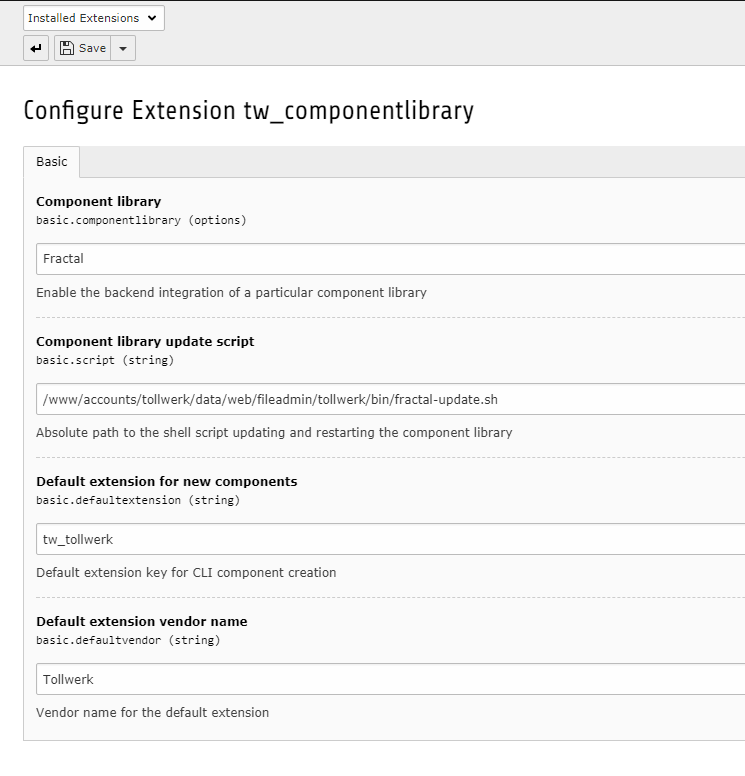 Installed Extensions
Save
Configure Extension tw_componentlibrary
Basic
Component library
basic.componentlibrary (options)
Fractal
Enable the backend integration of a particular component library
Component library update script
basic.script (string)
/www/accounts/tollwerk/data/web/fileadmin/tollwerk/bin/fractal-update.sh
Absolute path to the shell script updating and restarting the component library
Default extension for new components
basic.defaultextension (string)
tw_tollwerk
Default extension key for CLI component creation
Default extension vendor name
basic.defaultvendor (string)
Tollwerk
Vendor name for the default extension